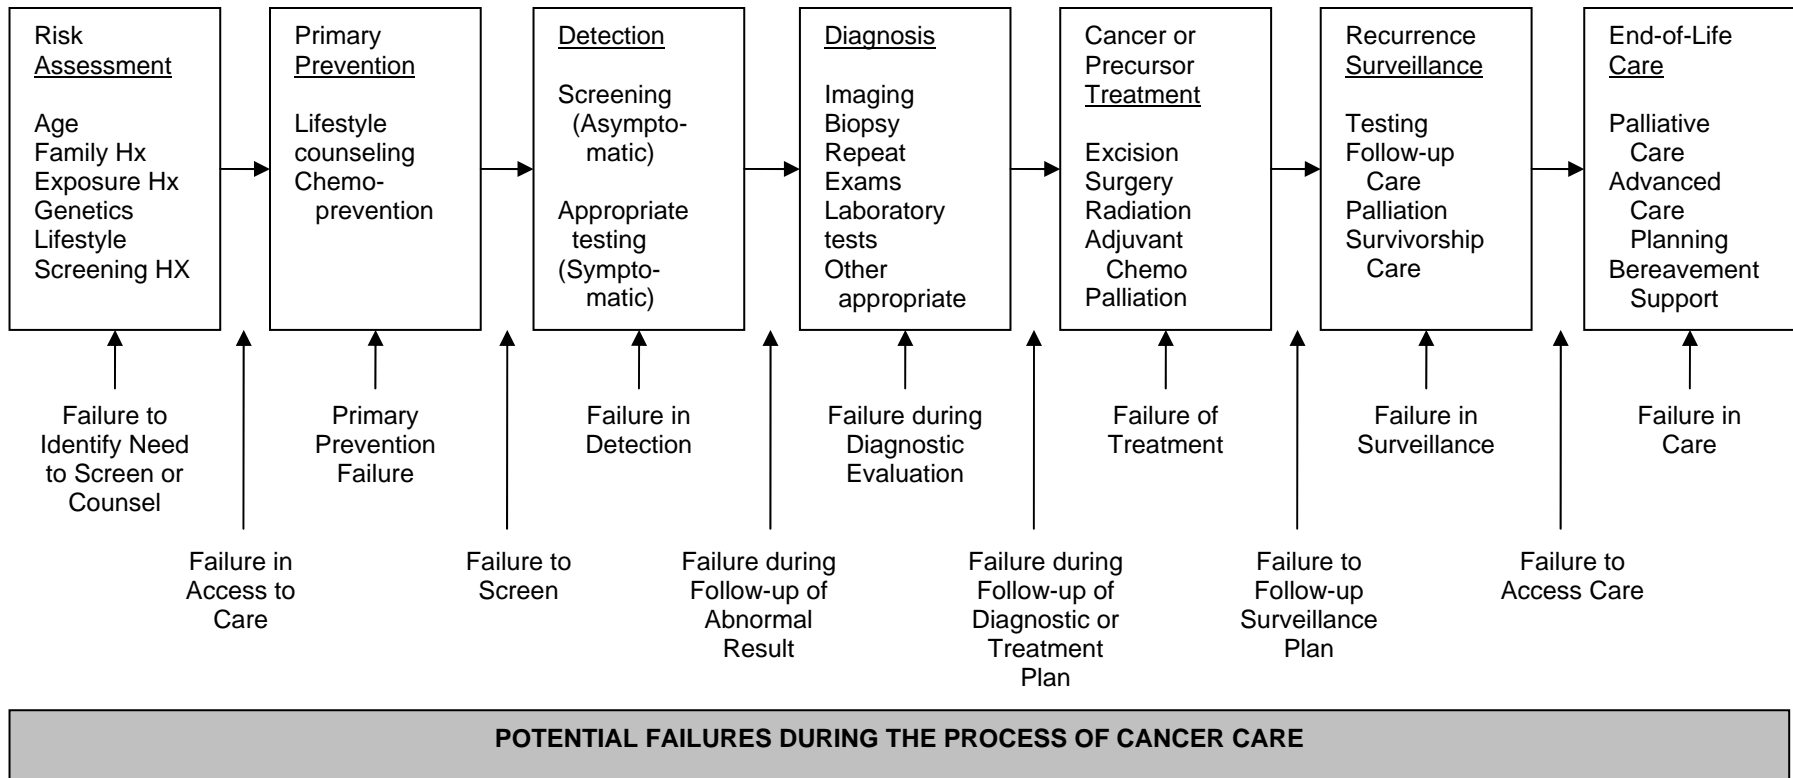 Risk
Assessment
Age
Family Hx
Exposure Hx
Genetics
Lifestyle
Screening HX
Primary
Prevention
Lifestyle
counseling
Chemo-
prevention
Detection
Screening
(Asympto-
matic)
Appropriate
testing
(Sympto-
matic)
Diagnosis
Imaging
Biopsy
Repeat
Exams
Laboratory
tests
Other
appropriate
Cancer or
Precursor
Treatment
Excision
Surgery
Radiation
Adjuvant
Chemo
Palliation
Recurrence
Surveillance
Testing
Follow-up
Care
Palliation
Survivorship
Care
End-of-Life
Care
Palliative
Care
Advanced
Care
Planning
Bereavement
Support
Failure to
Identify Need
to Screen or
Counsel
Primary
Prevention
Failure
Failure in
Detection
Failure during
Diagnostic
Evaluation
Failure of
Treatment
Failure in
Surveillance
Failure in
Care
Failure in
Access to
Care
Failure to
Screen
Failure during
Follow-up of
Abnormal
Result
Failure during
Follow-up of
Diagnostic or
Treatment
Plan
Failure to
Follow-up
Surveillance
Plan
Failure to
Access Care
POTENTIAL FAILURES DURING THE PROCESS OF CANCER CARE